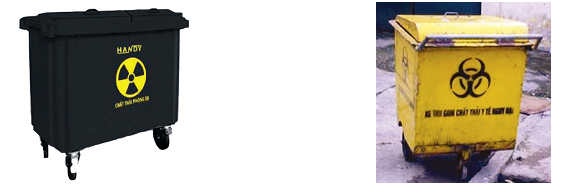 HANDY
CHẤT THẢI PHÓNG XẠ
XE THU GOM CHẤT THẢI Y TẾ NGUY HẠI